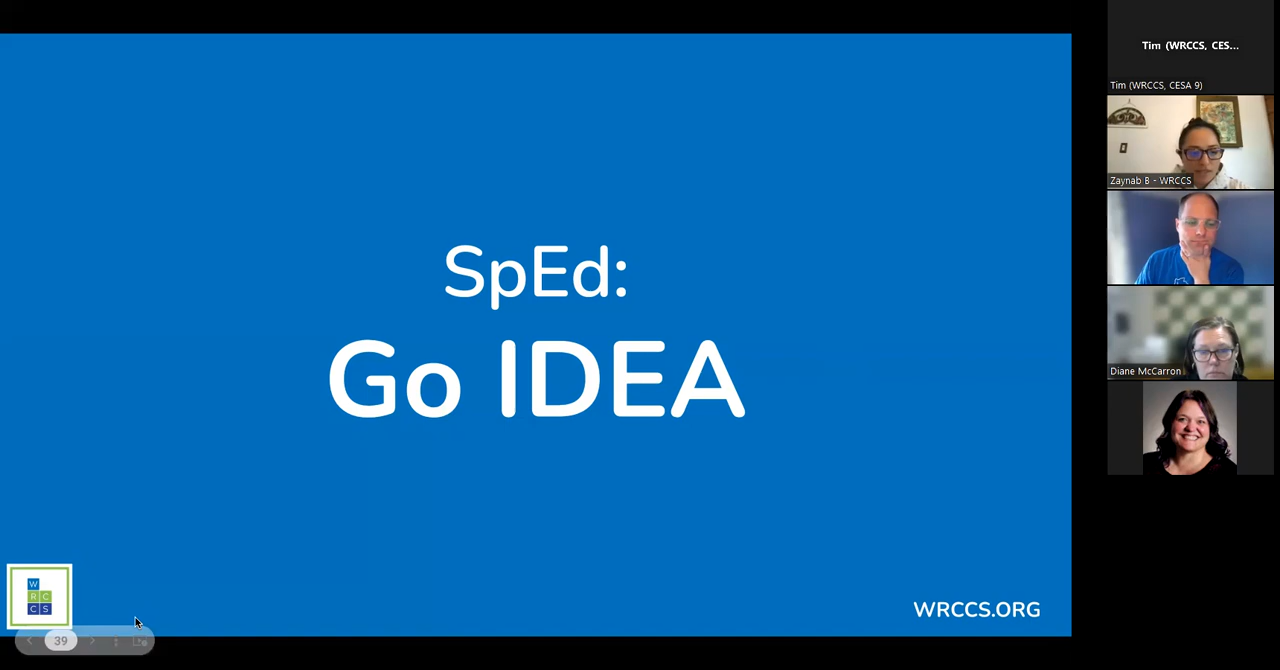 SpEd:
Go IDEA
WRCCS.ORG
W
R C
C S
39
Tim (WRCCS, CES...
Tim (WRCCS, CESA 9)
Zaynab B - WRCCS
Diane McCarron